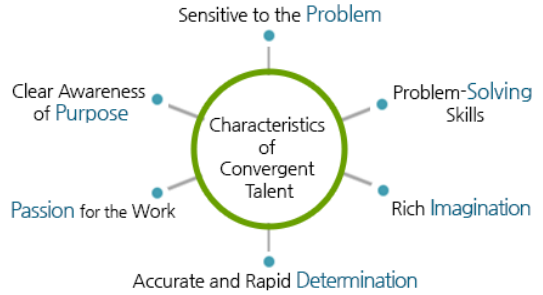 Sensitive to the Problem
Clear Awareness
of Purpose
Problem-Solving
Skills
Characteristics
of
Convergent
Talent
Passion for the Work
Rich Imagination
Accurate and Rapid Determination